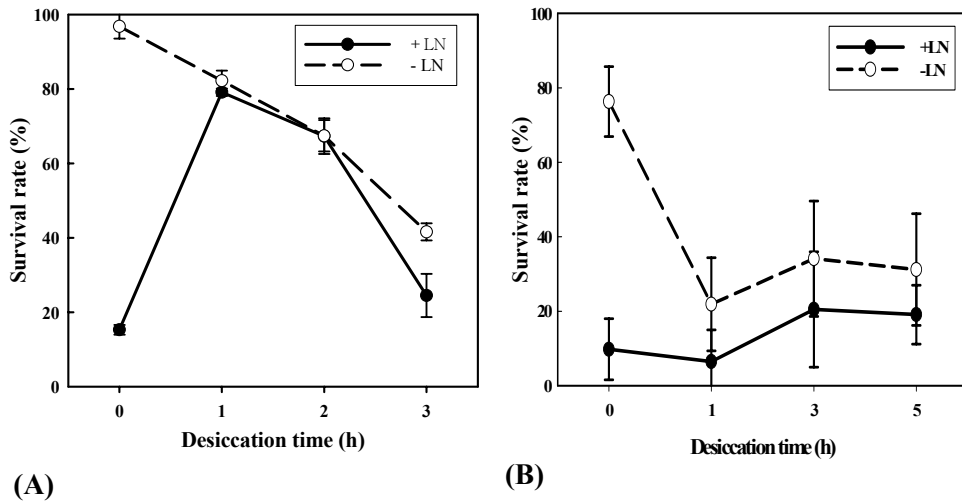 100
80
60
40
20
0
Survival rate (%)
+ LN
- LN
0 1 2 3
Desiccation time (h)
(A)
100
80
60
40
20
0
Survival rate (%)
+LN
-LN
0 1 3 5
Desiccation time (h)
(B)